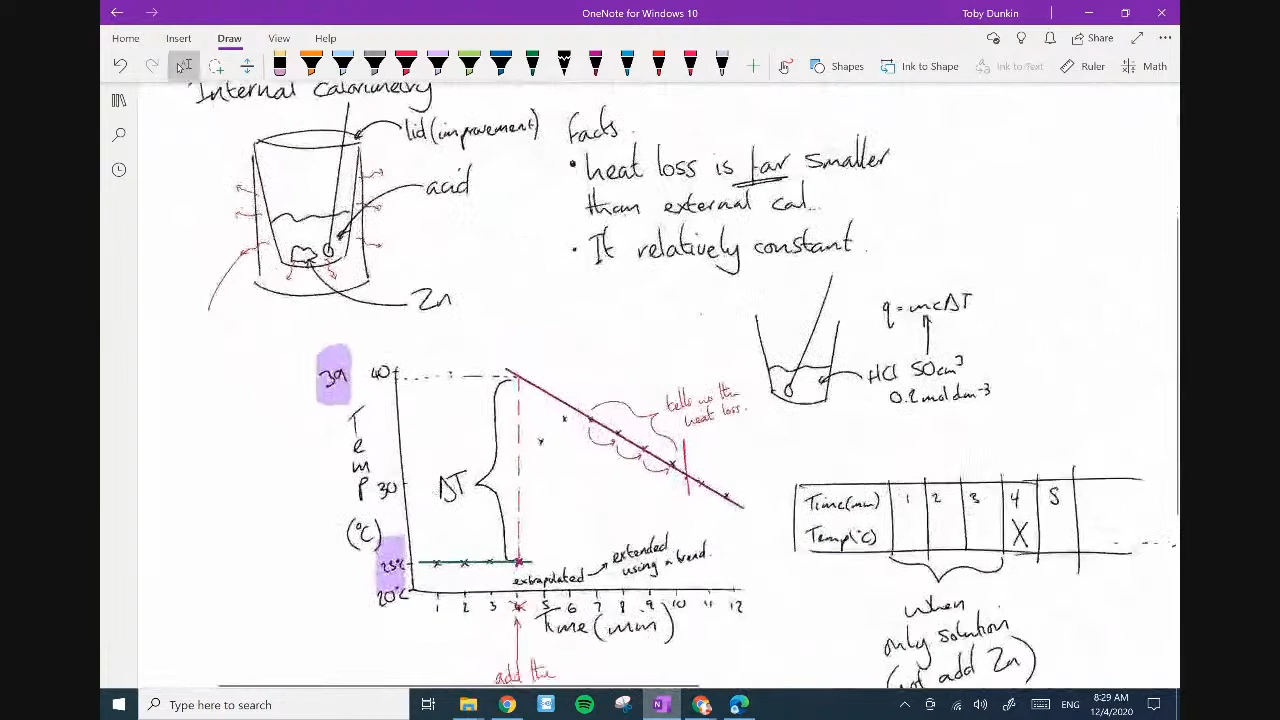 OneNote for Windows 10
Toby Dunkin
Home
Insert
Draw
View
Help
Share
Shapes
Ink to Shape
Ink to Text
Ruler
Math
Internal Calorimetry
lid (improvement)
acid
Zn
Facts
• heat loss is far smaller
than external cal..
• It relatively constant.
q = mcΔT
HCl 50cm³
0.2 mol dm-3
39
40
Temp
(°C)
30
25°C
20°C
ΔT
tells us the
heat loss.
extrapolated → extended
using a trend.
1 2 3 4 5 6 7 8 9 10 11 12
Time (min)
add the
Time (min) 1 2 3 4 5
Temp (°C) X
when
only solution
(not add Zn)
Type here to search
ENG
8:29 AM
12/4/2020